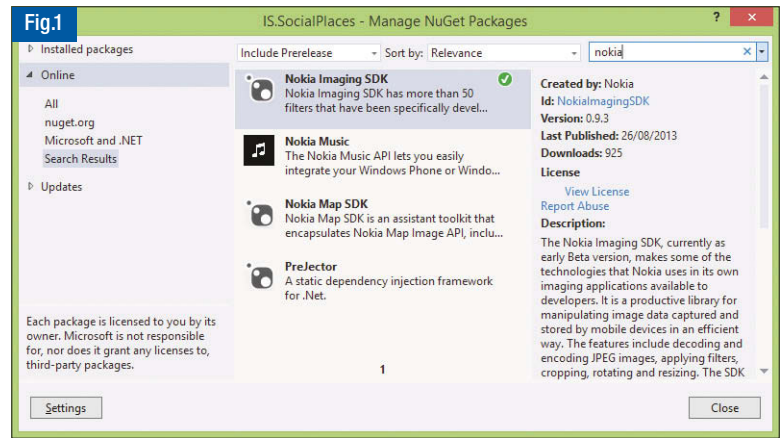 Fig.1
IS.SocialPlaces - Manage NuGet Packages
Installed packages
Online
All
nuget.org
Microsoft and .NET
Search Results
Updates
Each package is licensed to you by its
owner. Microsoft is not responsible
for, nor does it grant any licenses to,
third-party packages.
Include Prerelease
Sort by: Relevance
nokia
Nokia Imaging SDK
Nokia Imaging SDK has more than 50
filters that have been specifically devel...
Nokia Music
The Nokia Music API lets you easily
integrate your Windows Phone or Windo...
Nokia Map SDK
Nokia Map SDK is an assistant toolkit that
encapsulates Nokia Map Image API, inclu...
PreJector
A static dependency injection framework
for .Net.
1
Created by: Nokia
Id: NokiaImagingSDK
Version: 0.9.3
Last Published: 26/08/2013
Downloads: 925
License
View License
Report Abuse
Description:
The Nokia Imaging SDK, currently as
early Beta version, makes some of the
technologies that Nokia uses in its own
imaging applications available to
developers. It is a productive library for
manipulating image data captured and
stored by mobile devices in an efficient
way. The features include decoding and
encoding JPEG images, applying filters,
cropping, rotating and resizing. The SDK
Settings
Close